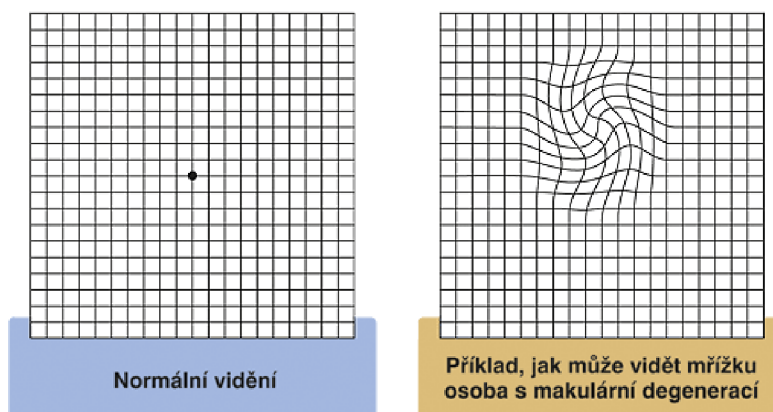 Normální vidění
Příklad, jak může vidět mřížku
osoba s makulární degenerací